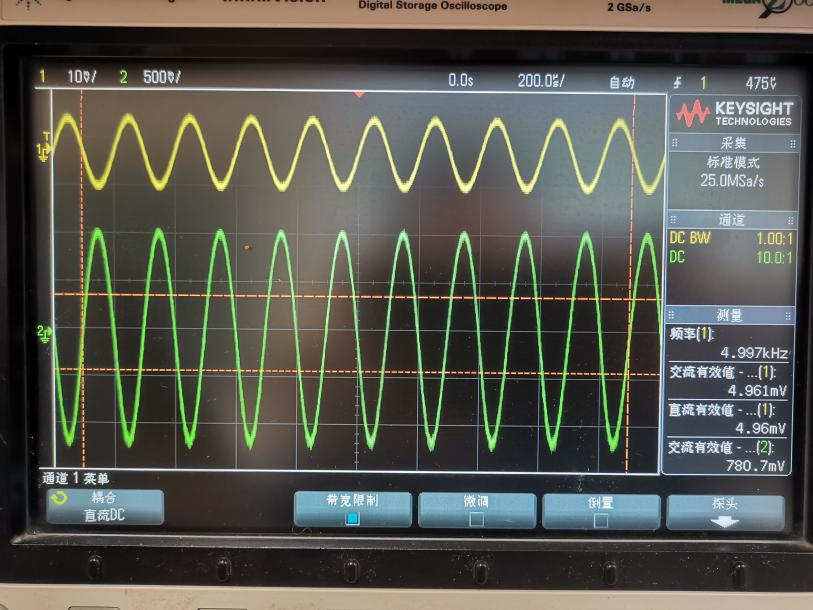 Digital Storage Oscilloscope
2 GSa/s
1 10mV/ 2 500mV/ 0.0s 200.0us/ 自动 1 475V
KEYSIGHT
TECHNOLOGIES
采集
标准模式
25.0MSa/s
通道
DC BW 1.00:1
DC 10.0:1
测量
频率(1):
4.997kHz
交流有效值 - ...(1):
4.961mV
直流有效值 - ...(1):
4.96mV
交流有效值 - ...(2):
780.7mV
T
1
2
通道 1 菜单
耦合
直流DC
带宽限制
微调
倒置
探头